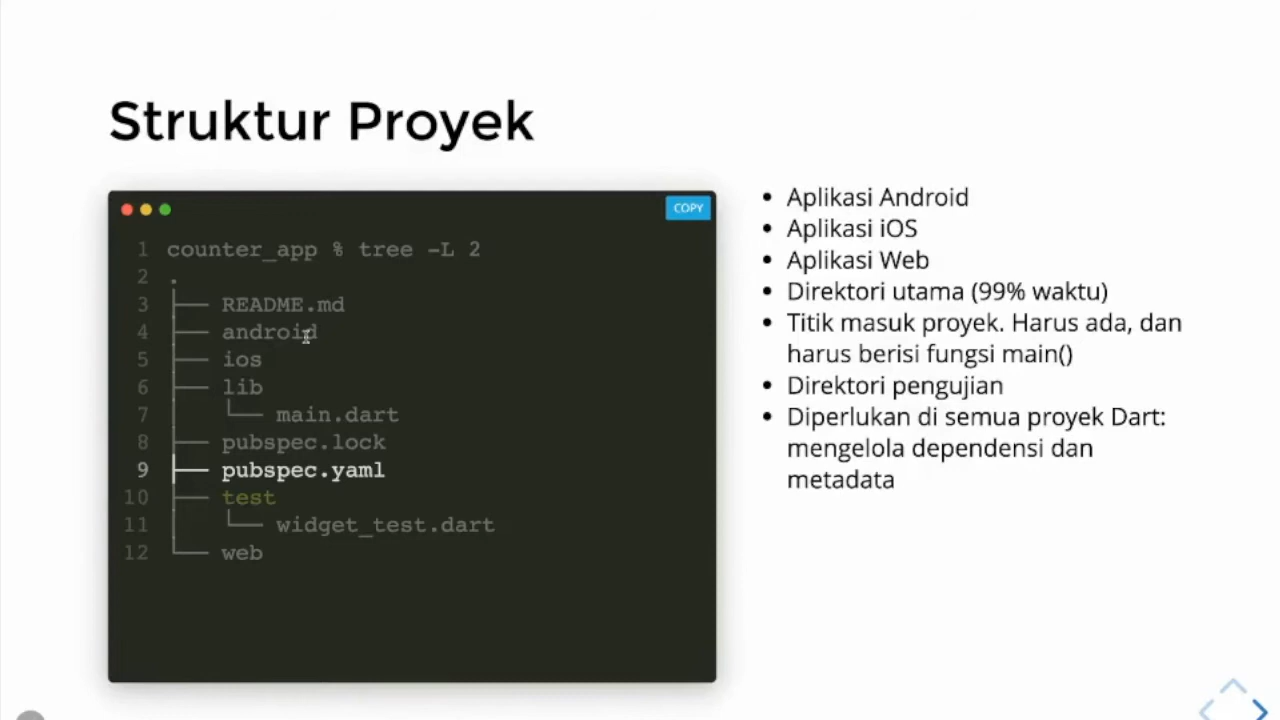 Struktur Proyek
COPY
1 counter_app % tree -L 2
2 .
3 ├── README.md
4 ├── android
5 ├── ios
6 ├── lib
7 │   └── main.dart
8 ├── pubspec.lock
9 ├── pubspec.yaml
10 ├── test
11 │   └── widget_test.dart
12 └── web
• Aplikasi Android
• Aplikasi iOS
• Aplikasi Web
• Direktori utama (99% waktu)
• Titik masuk proyek. Harus ada, dan
harus berisi fungsi main()
• Direktori pengujian
• Diperlukan di semua proyek Dart:
mengelola dependensi dan
metadata